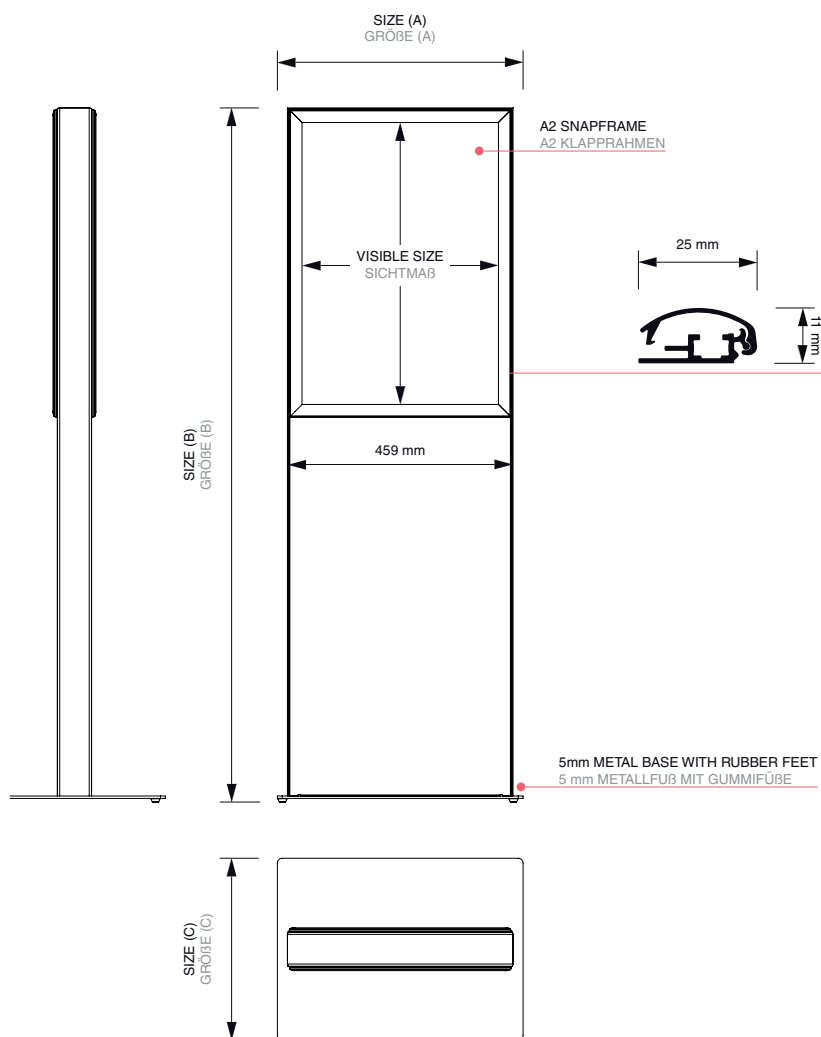 SIZE (A)
GRÖßE (A)
A2 SNAPFRAME
A2 KLAPPRAHMEN
25 mm
11 mm
VISIBLE SIZE
SICHTMAß
SIZE (B)
GRÖßE (B)
459 mm
5mm METAL BASE WITH RUBBER FEET
5 mm METALLFUß MIT GUMMIFÜßE
SIZE (C)
GRÖßE (C)